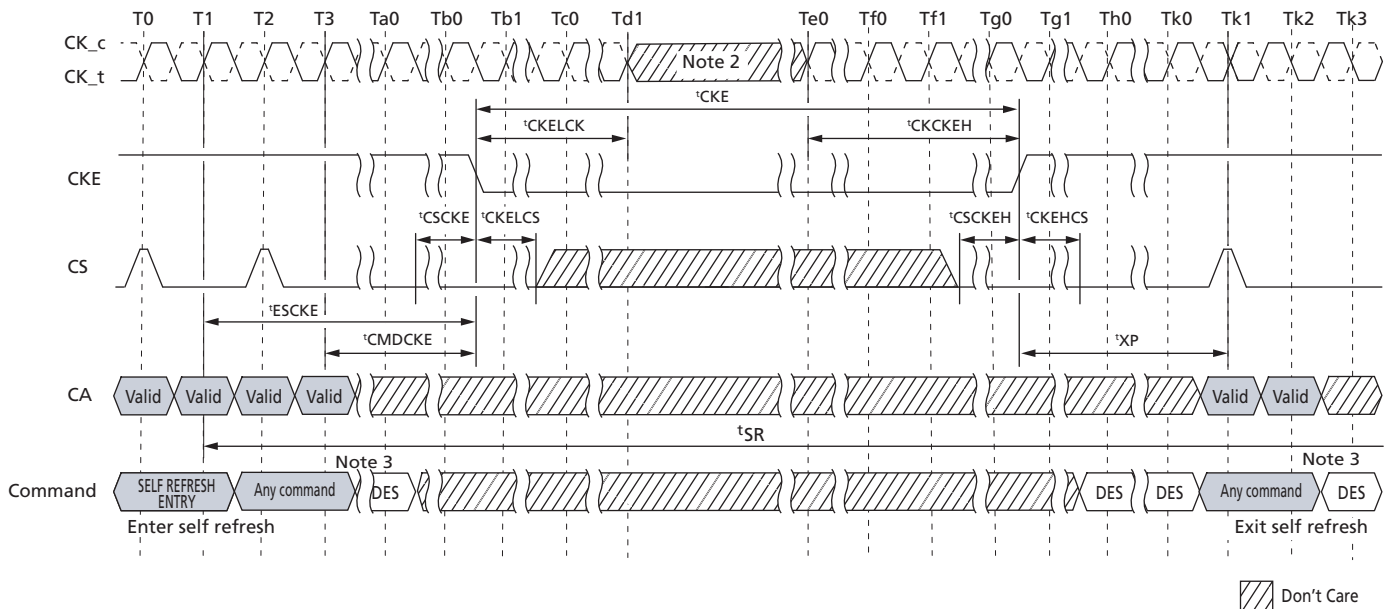 T0 T1 T2 T3 Ta0 Tb0 Tb1 Tc0 Td1 Te0 Tf0 Tf1 Tg0 Tg1 Th0 Tk0 Tk1 Tk2 Tk3
CK_c
CK_t
Note 2
tCKE
tCKELCK tCKCKEH
CKE
tCSCKE tCKELCS tCSCKEH tCKEHCS
CS
tESCKE
tCMDCKE tXP
CA Valid Valid Valid Valid Valid Valid
tSR
Note 3 Note 3
Command SELF REFRESH ENTRY Any command DES DES DES Any command DES
Enter self refresh Exit self refresh
Don't Care